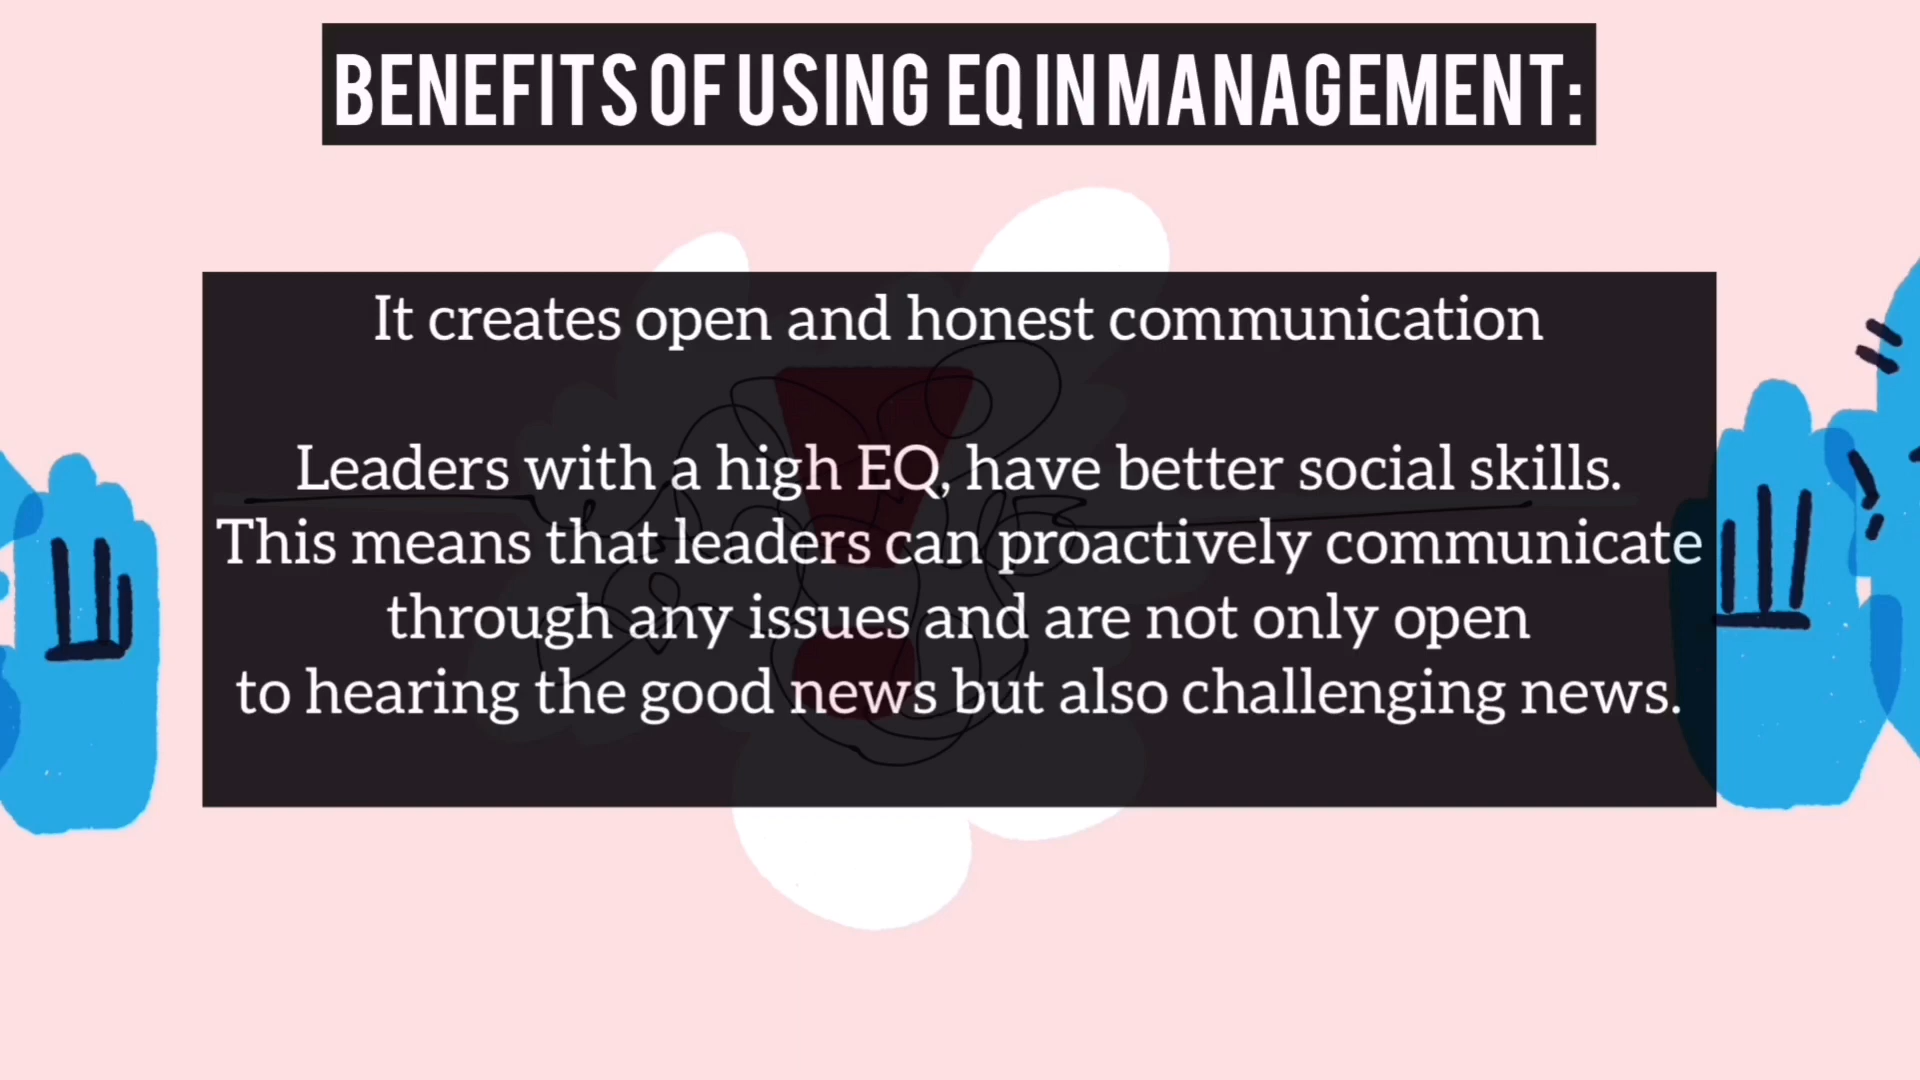 BENEFITS OF USING EQ IN MANAGEMENT:
It creates open and honest communication
Leaders with a high EQ, have better social skills.
This means that leaders can proactively communicate
through any issues and are not only open
to hearing the good news but also challenging news.